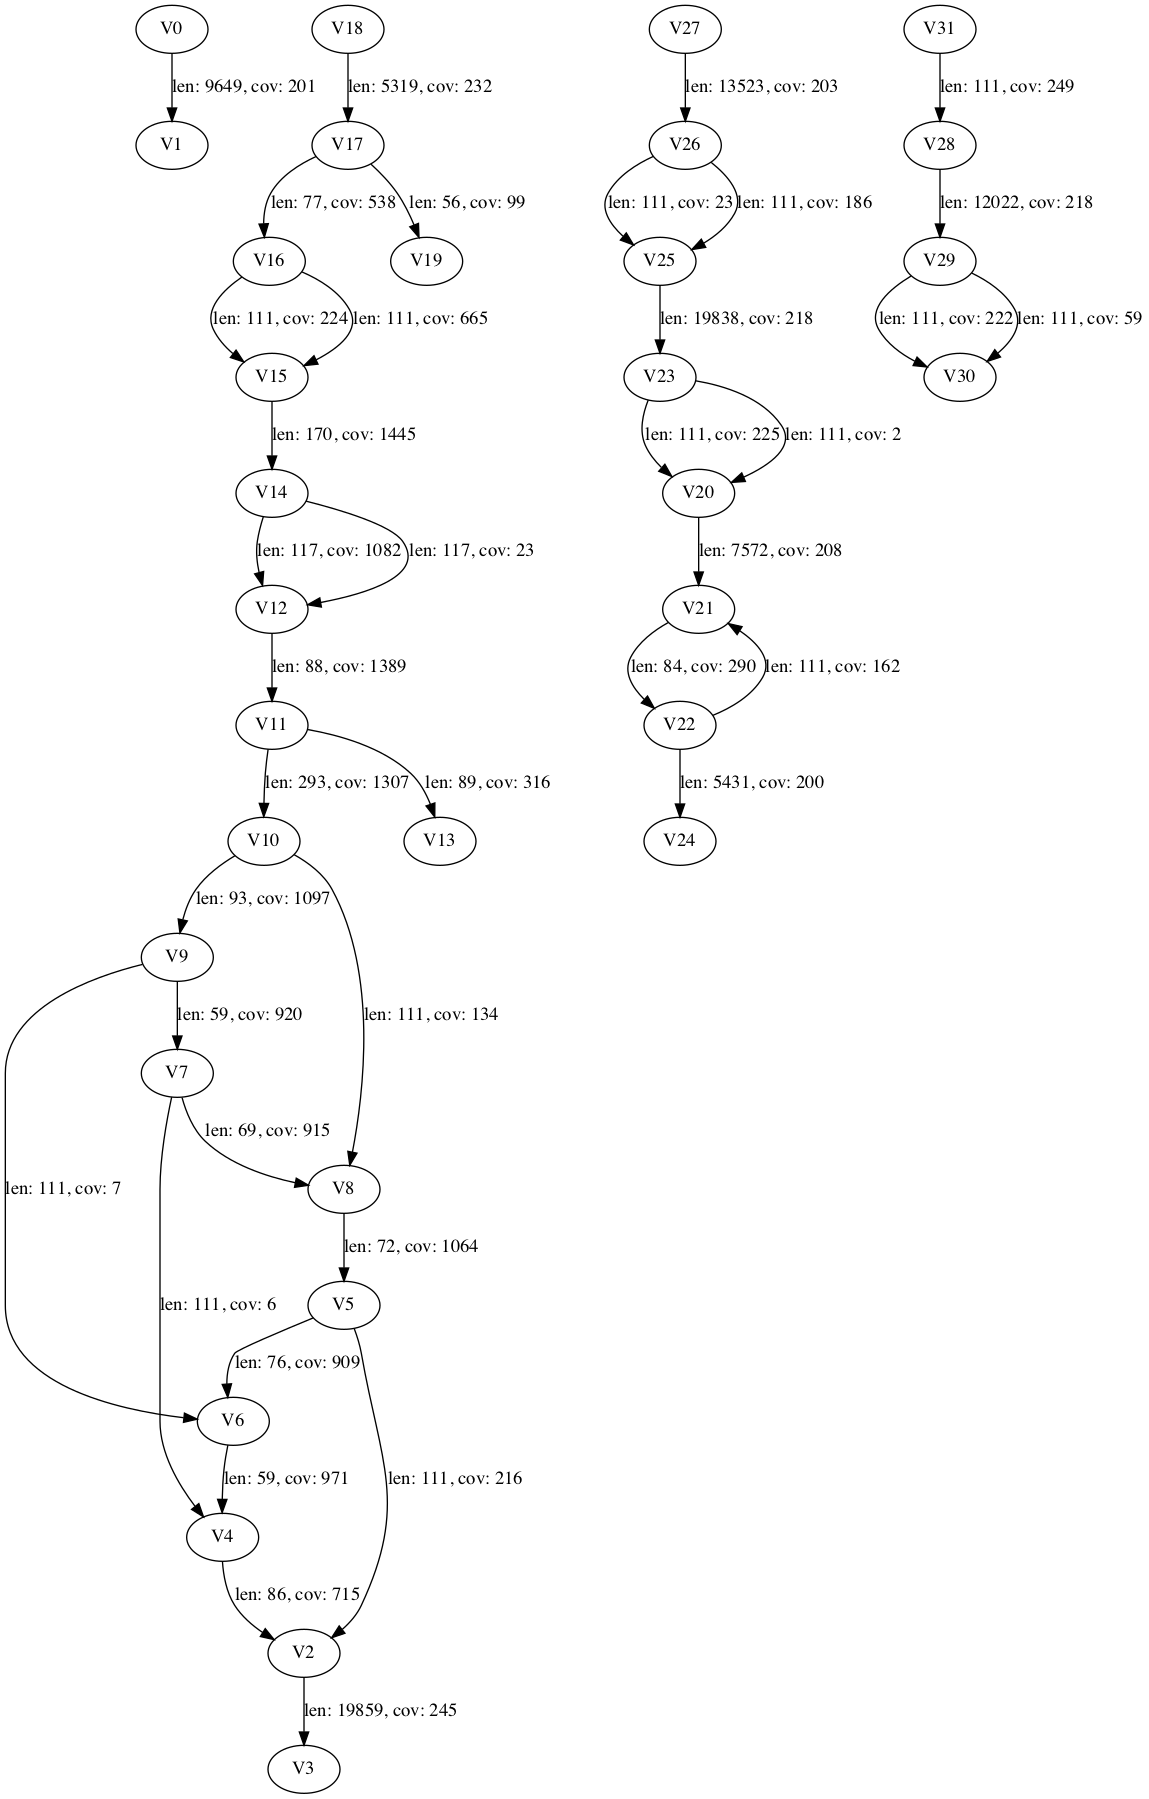 V0
V18
V27
V31
len: 9649, cov: 201
len: 5319, cov: 232
len: 13523, cov: 203
len: 111, cov: 249
V1
V17
V26
V28
len: 77, cov: 538
len: 56, cov: 99
len: 111, cov: 23
len: 111, cov: 186
len: 12022, cov: 218
V16
V19
V25
V29
len: 111, cov: 224
len: 111, cov: 665
len: 19838, cov: 218
len: 111, cov: 222
len: 111, cov: 59
V15
V23
V30
len: 170, cov: 1445
len: 111, cov: 225
len: 111, cov: 2
V14
V20
len: 117, cov: 1082
len: 117, cov: 23
len: 7572, cov: 208
V12
V21
len: 88, cov: 1389
len: 84, cov: 290
len: 111, cov: 162
V11
V22
len: 293, cov: 1307
len: 89, cov: 316
len: 5431, cov: 200
V10
V13
V24
len: 93, cov: 1097
V9
len: 59, cov: 920
len: 111, cov: 134
V7
len: 69, cov: 915
len: 111, cov: 7
V8
len: 72, cov: 1064
len: 111, cov: 6
V5
len: 76, cov: 909
V6
len: 59, cov: 971
len: 111, cov: 216
V4
len: 86, cov: 715
V2
len: 19859, cov: 245
V3